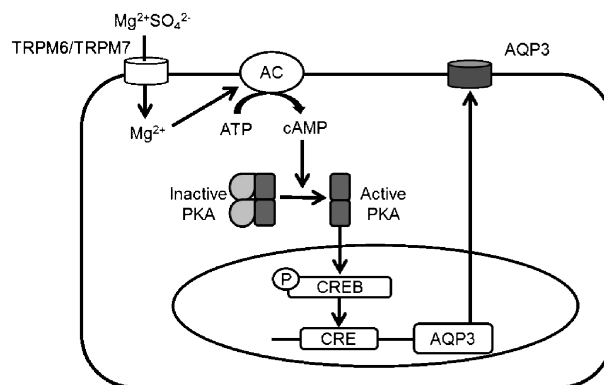 Mg²⁺SO₄²⁻
TRPM6/TRPM7
AQP3
AC
Mg²⁺
ATP
cAMP
Inactive
PKA
Active
PKA
P
CREB
CRE
AQP3